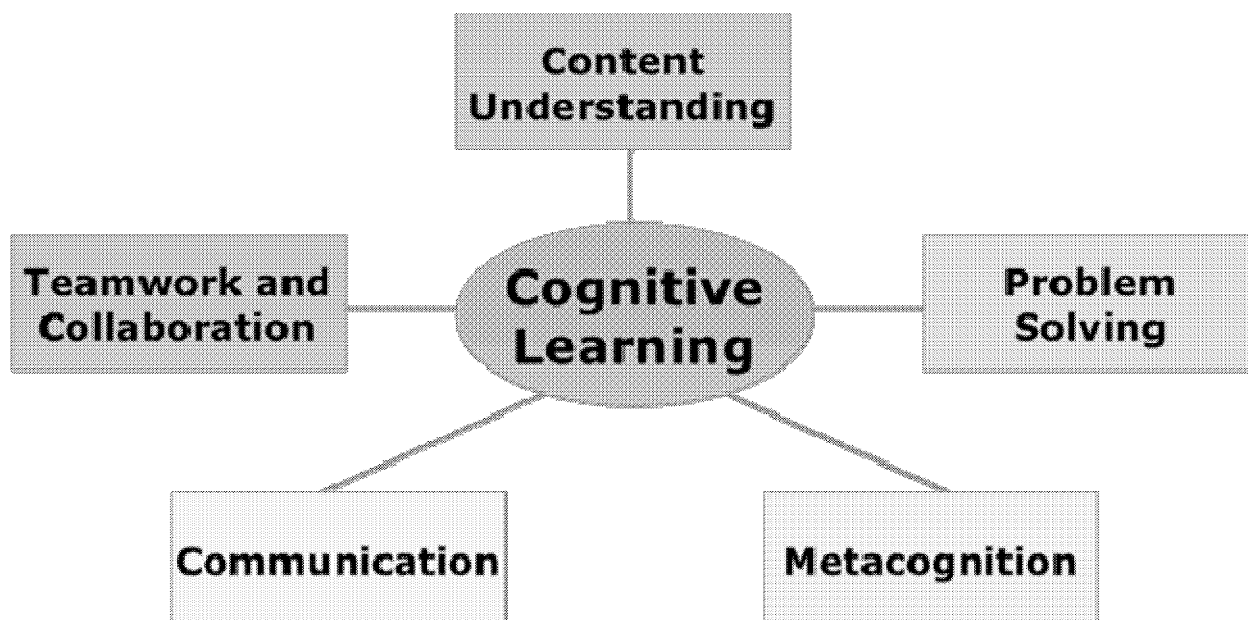 Content
Understanding
Teamwork and
Collaboration
Cognitive
Learning
Problem
Solving
Communication
Metacognition